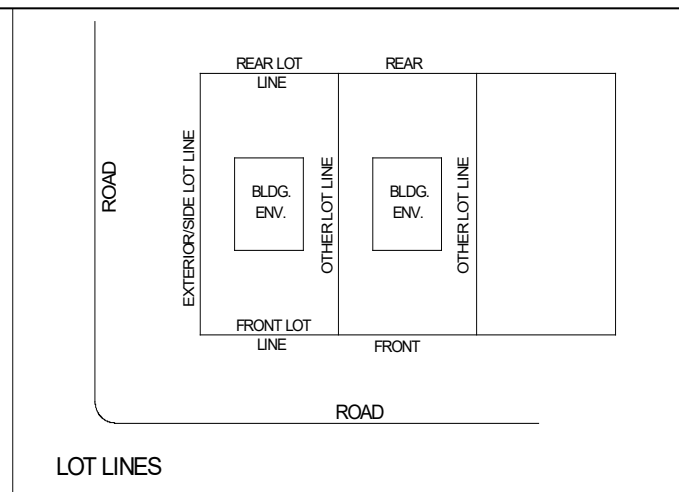 REAR LOT
LINE
REAR
ROAD
EXTERIOR/SIDE LOT LINE
BLDG.
ENV.
OTHER LOT LINE
BLDG.
ENV.
OTHER LOT LINE
FRONT LOT
LINE
FRONT
ROAD
LOT LINES